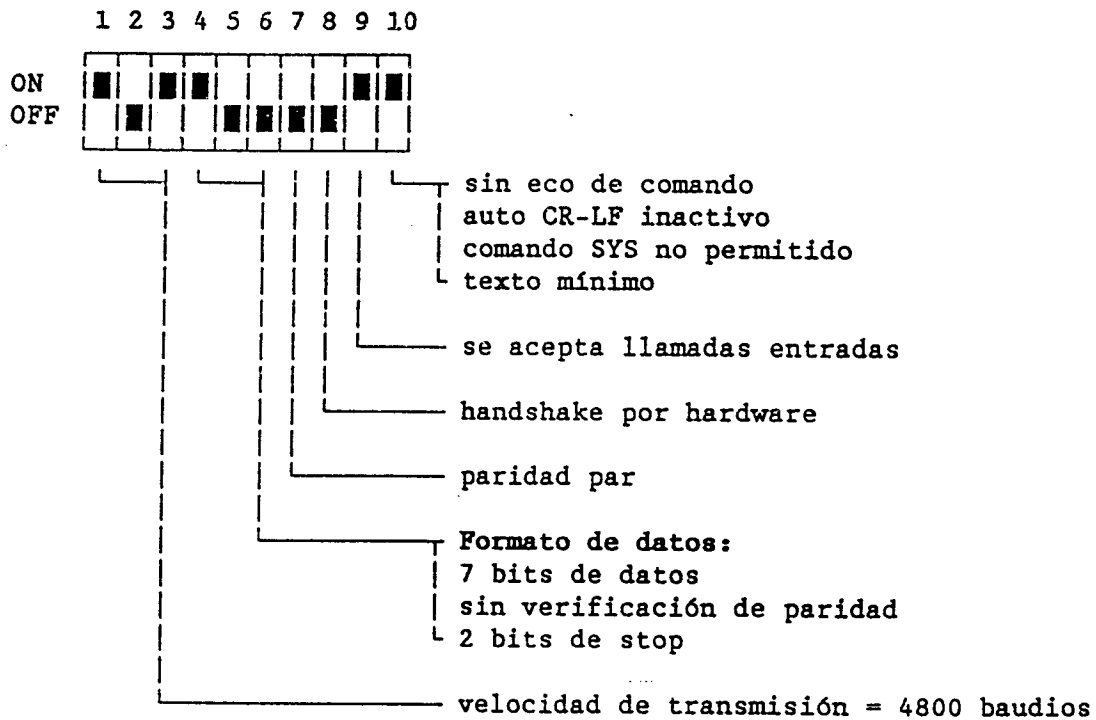 1 2 3 4 5 6 7 8 9 10
ON
OFF
sin eco de comando
auto CR-LF inactivo
comando SYS no permitido
texto mínimo
se acepta llamadas entradas
handshake por hardware
paridad par
Formato de datos:
7 bits de datos
sin verificación de paridad
2 bits de stop
velocidad de transmisión = 4800 baudios